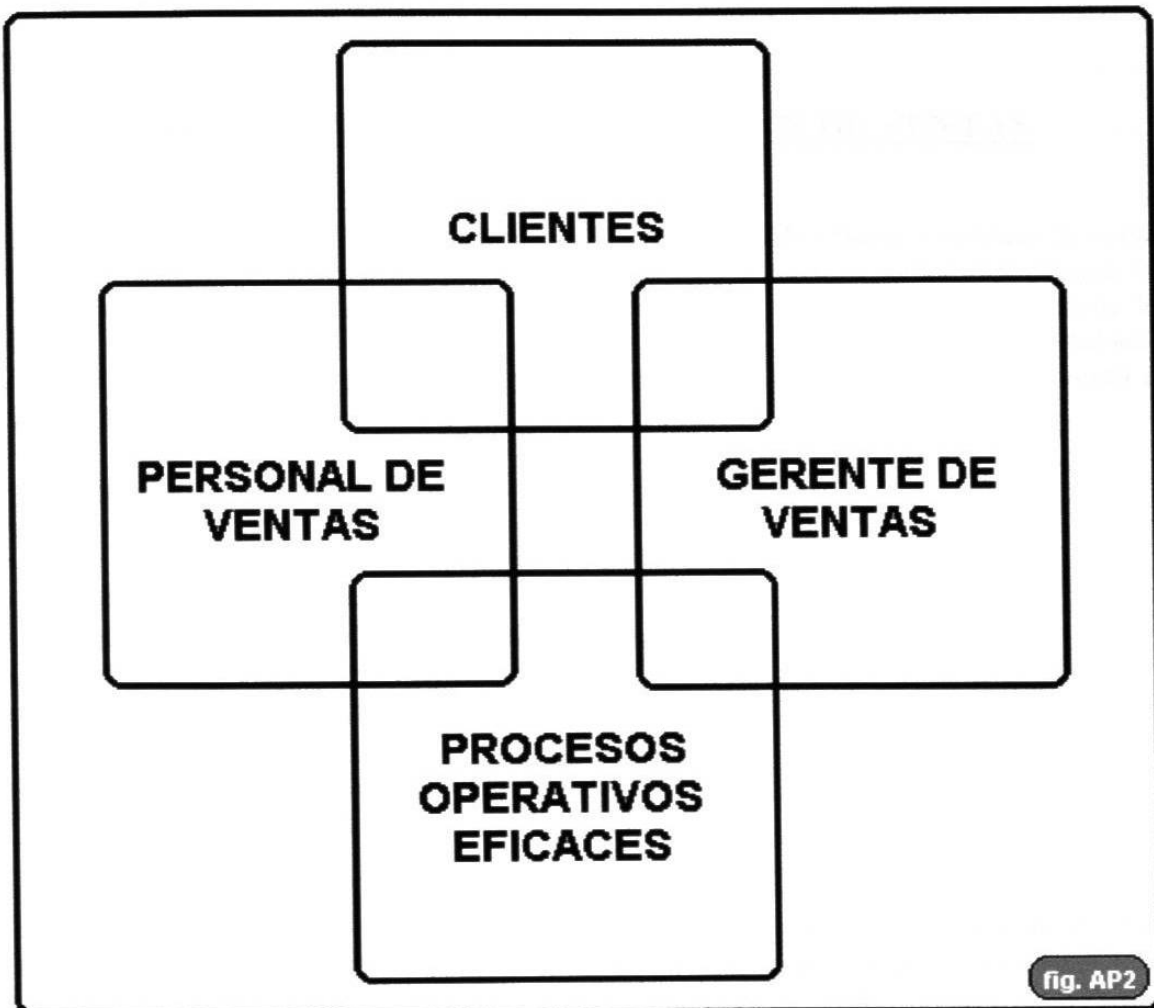 CLIENTES
PERSONAL DE
VENTAS
GERENTE DE
VENTAS
PROCESOS
OPERATIVOS
EFICACES
fig. AP2